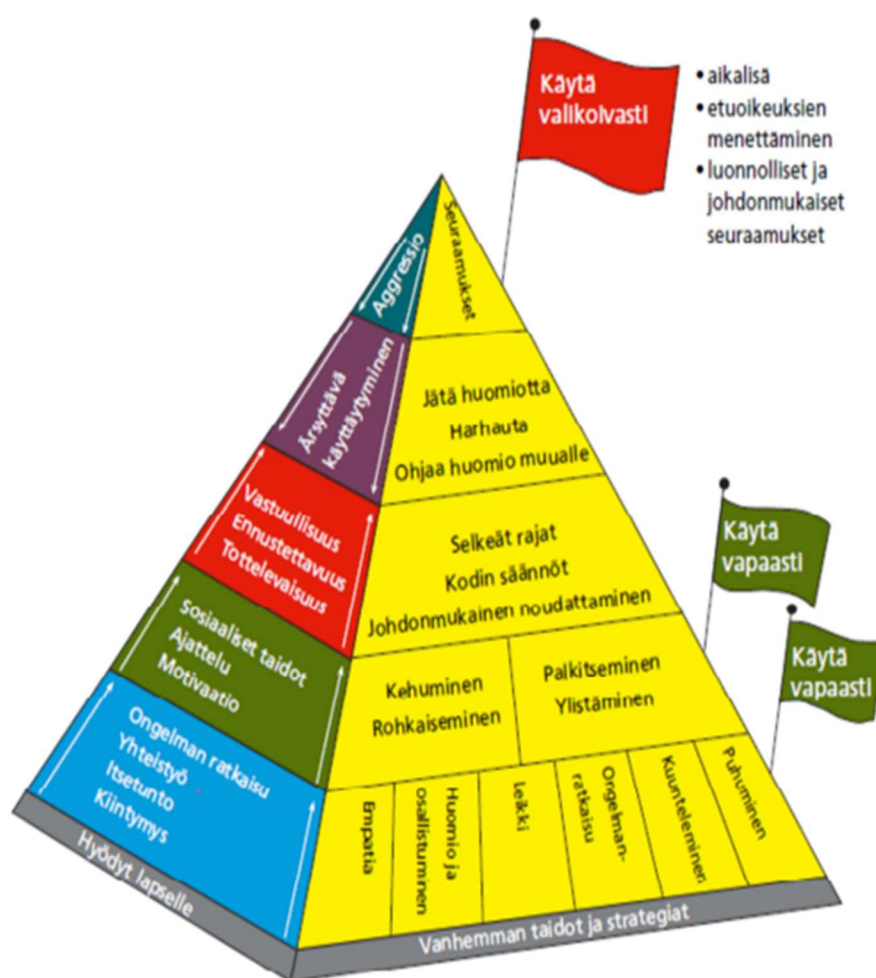 Käytä
valikoivasti
• aikalisä
• etuoikeuksien
menettäminen
• luonnolliset ja
johdonmukaiset
seuraamukset
Aggressio
Seuraamukset
Ärsyttävä
käyttäytyminen
Jätä huomiotta
Harhauta
Ohjaa huomio muualle
Vastuullisuus
Ennustettavuus
Tottelevaisuus
Selkeät rajat
Kodin säännöt
Johdonmukainen noudattaminen
Käytä
vapaasti
Sosiaaliset taidot
Ajattelu
Motivaatio
Kehuminen
Rohkaiseminen
Palkitseminen
Ylistäminen
Käytä
vapaasti
Ongelman ratkaisu
Yhteistyö
Itsetunto
Kiintymys
Empatia
Huomio ja
osallistuminen
Leikki
Ongelman-
ratkaisu
Kuunteleminen
Puhuminen
Hyödyt lapselle
Vanhemman taidot ja strategiat